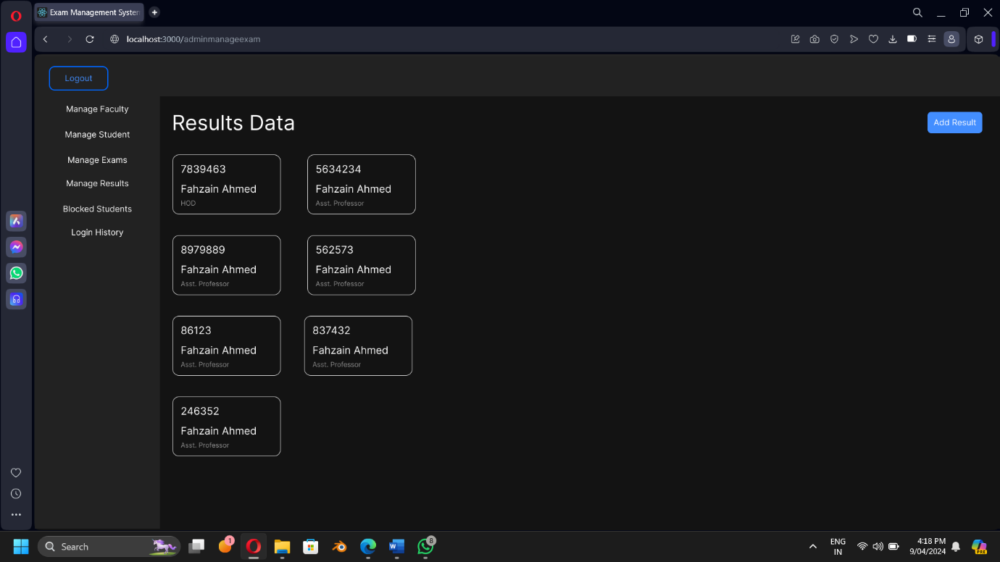 Exam Management System
localhost:3000/adminmanageexam
Logout
Manage Faculty
Manage Student
Manage Exams
Manage Results
Blocked Students
Login History
Results Data
Add Result
7839463
Fahzain Ahmed
HOD
5634234
Fahzain Ahmed
Asst. Professor
8979889
Fahzain Ahmed
Asst. Professor
562573
Fahzain Ahmed
Asst. Professor
86123
Fahzain Ahmed
Asst. Professor
837432
Fahzain Ahmed
Asst. Professor
246352
Fahzain Ahmed
Asst. Professor
Search
1
W
8
ENG
IN
4:18 PM
9/04/2024
PRE